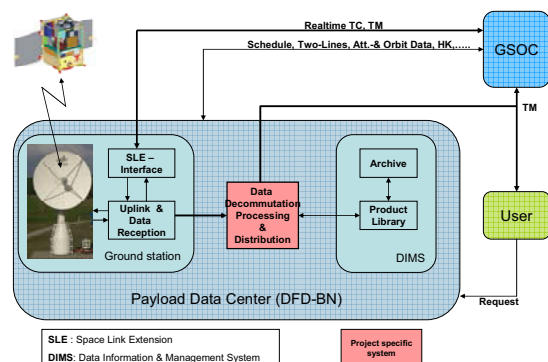 Realtime TC, TM
Schedule, Two-Lines, Att.-& Orbit Data, HK,.....
GSOC
TM
SLE –
Interface
Uplink &
Data
Reception
Ground station
Data
Decommutation
Processing
&
Distribution
Archive
Product
Library
DIMS
User
Payload Data Center (DFD-BN)
Request
SLE : Space Link Extension
DIMS: Data Information & Management System
Project specific
system